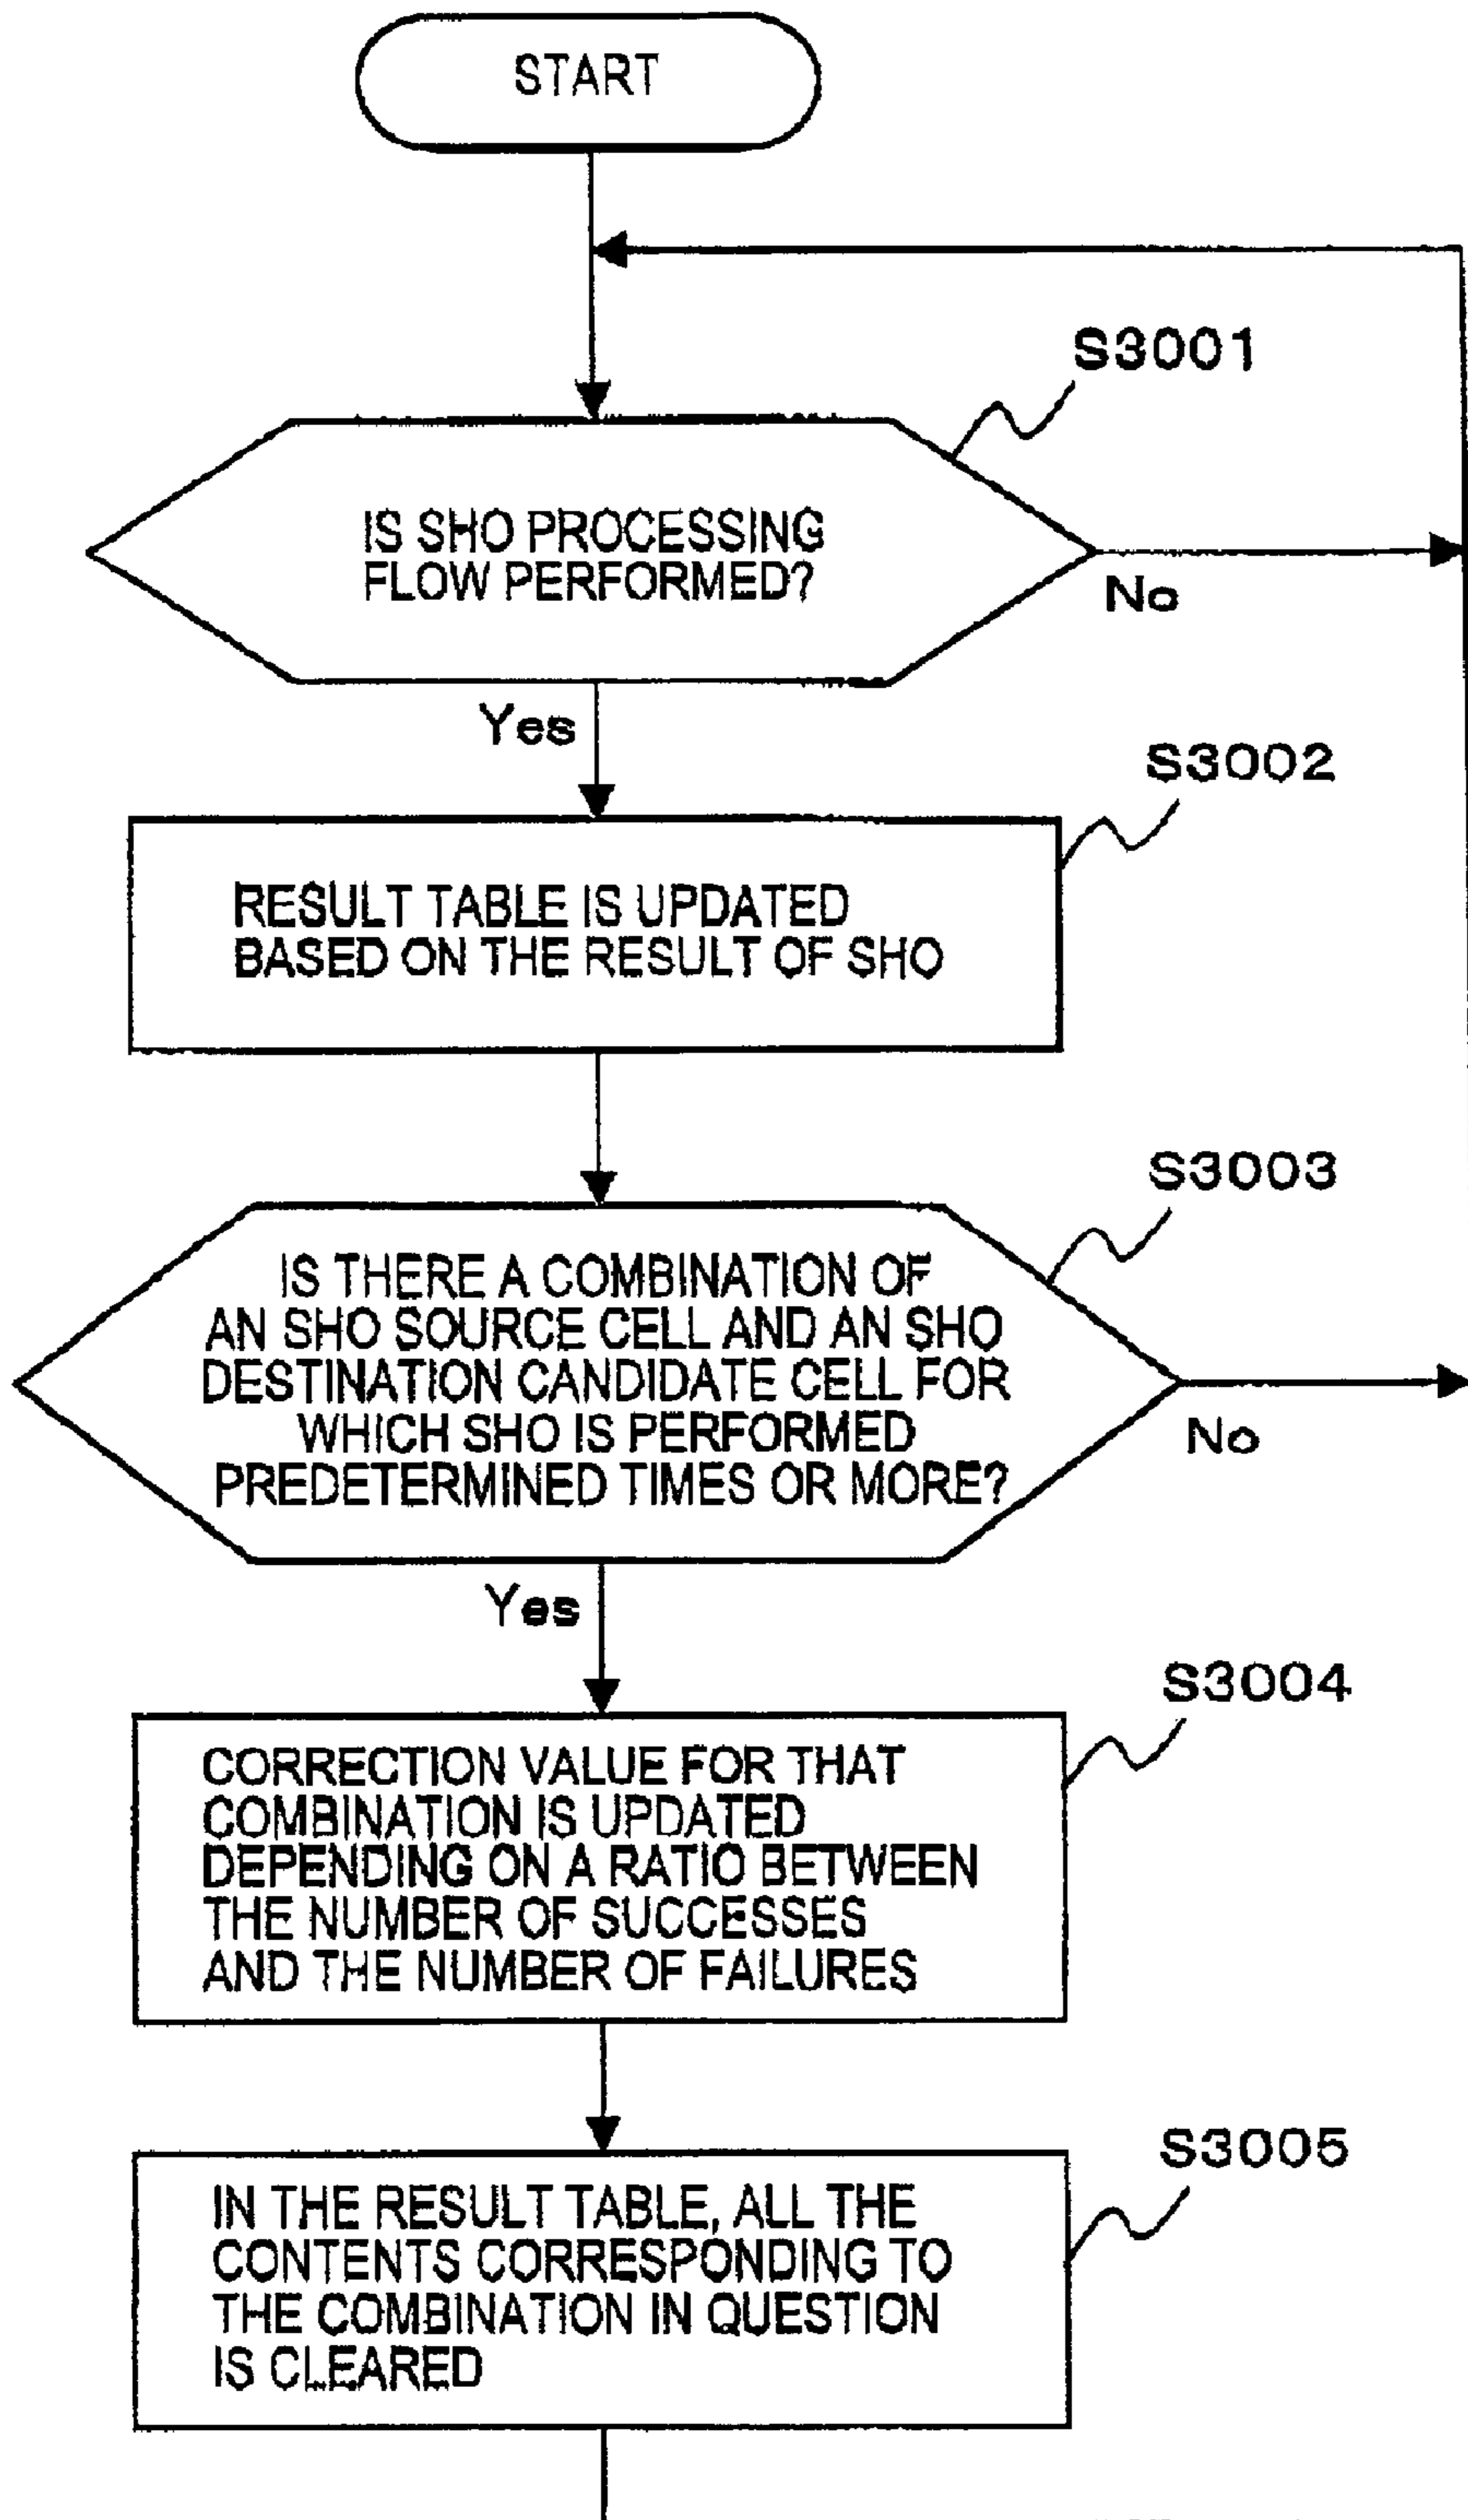 START
S3001
IS SHO PROCESSING
FLOW PERFORMED?
No
Yes
S3002
RESULT TABLE IS UPDATED
BASED ON THE RESULT OF SHO
S3003
IS THERE A COMBINATION OF
AN SHO SOURCE CELL AND AN SHO
DESTINATION CANDIDATE CELL FOR
WHICH SHO IS PERFORMED
PREDETERMINED TIMES OR MORE?
No
Yes
S3004
CORRECTION VALUE FOR THAT
COMBINATION IS UPDATED
DEPENDING ON A RATIO BETWEEN
THE NUMBER OF SUCCESSES
AND THE NUMBER OF FAILURES
S3005
IN THE RESULT TABLE, ALL THE
CONTENTS CORRESPONDING TO
THE COMBINATION IN QUESTION
IS CLEARED